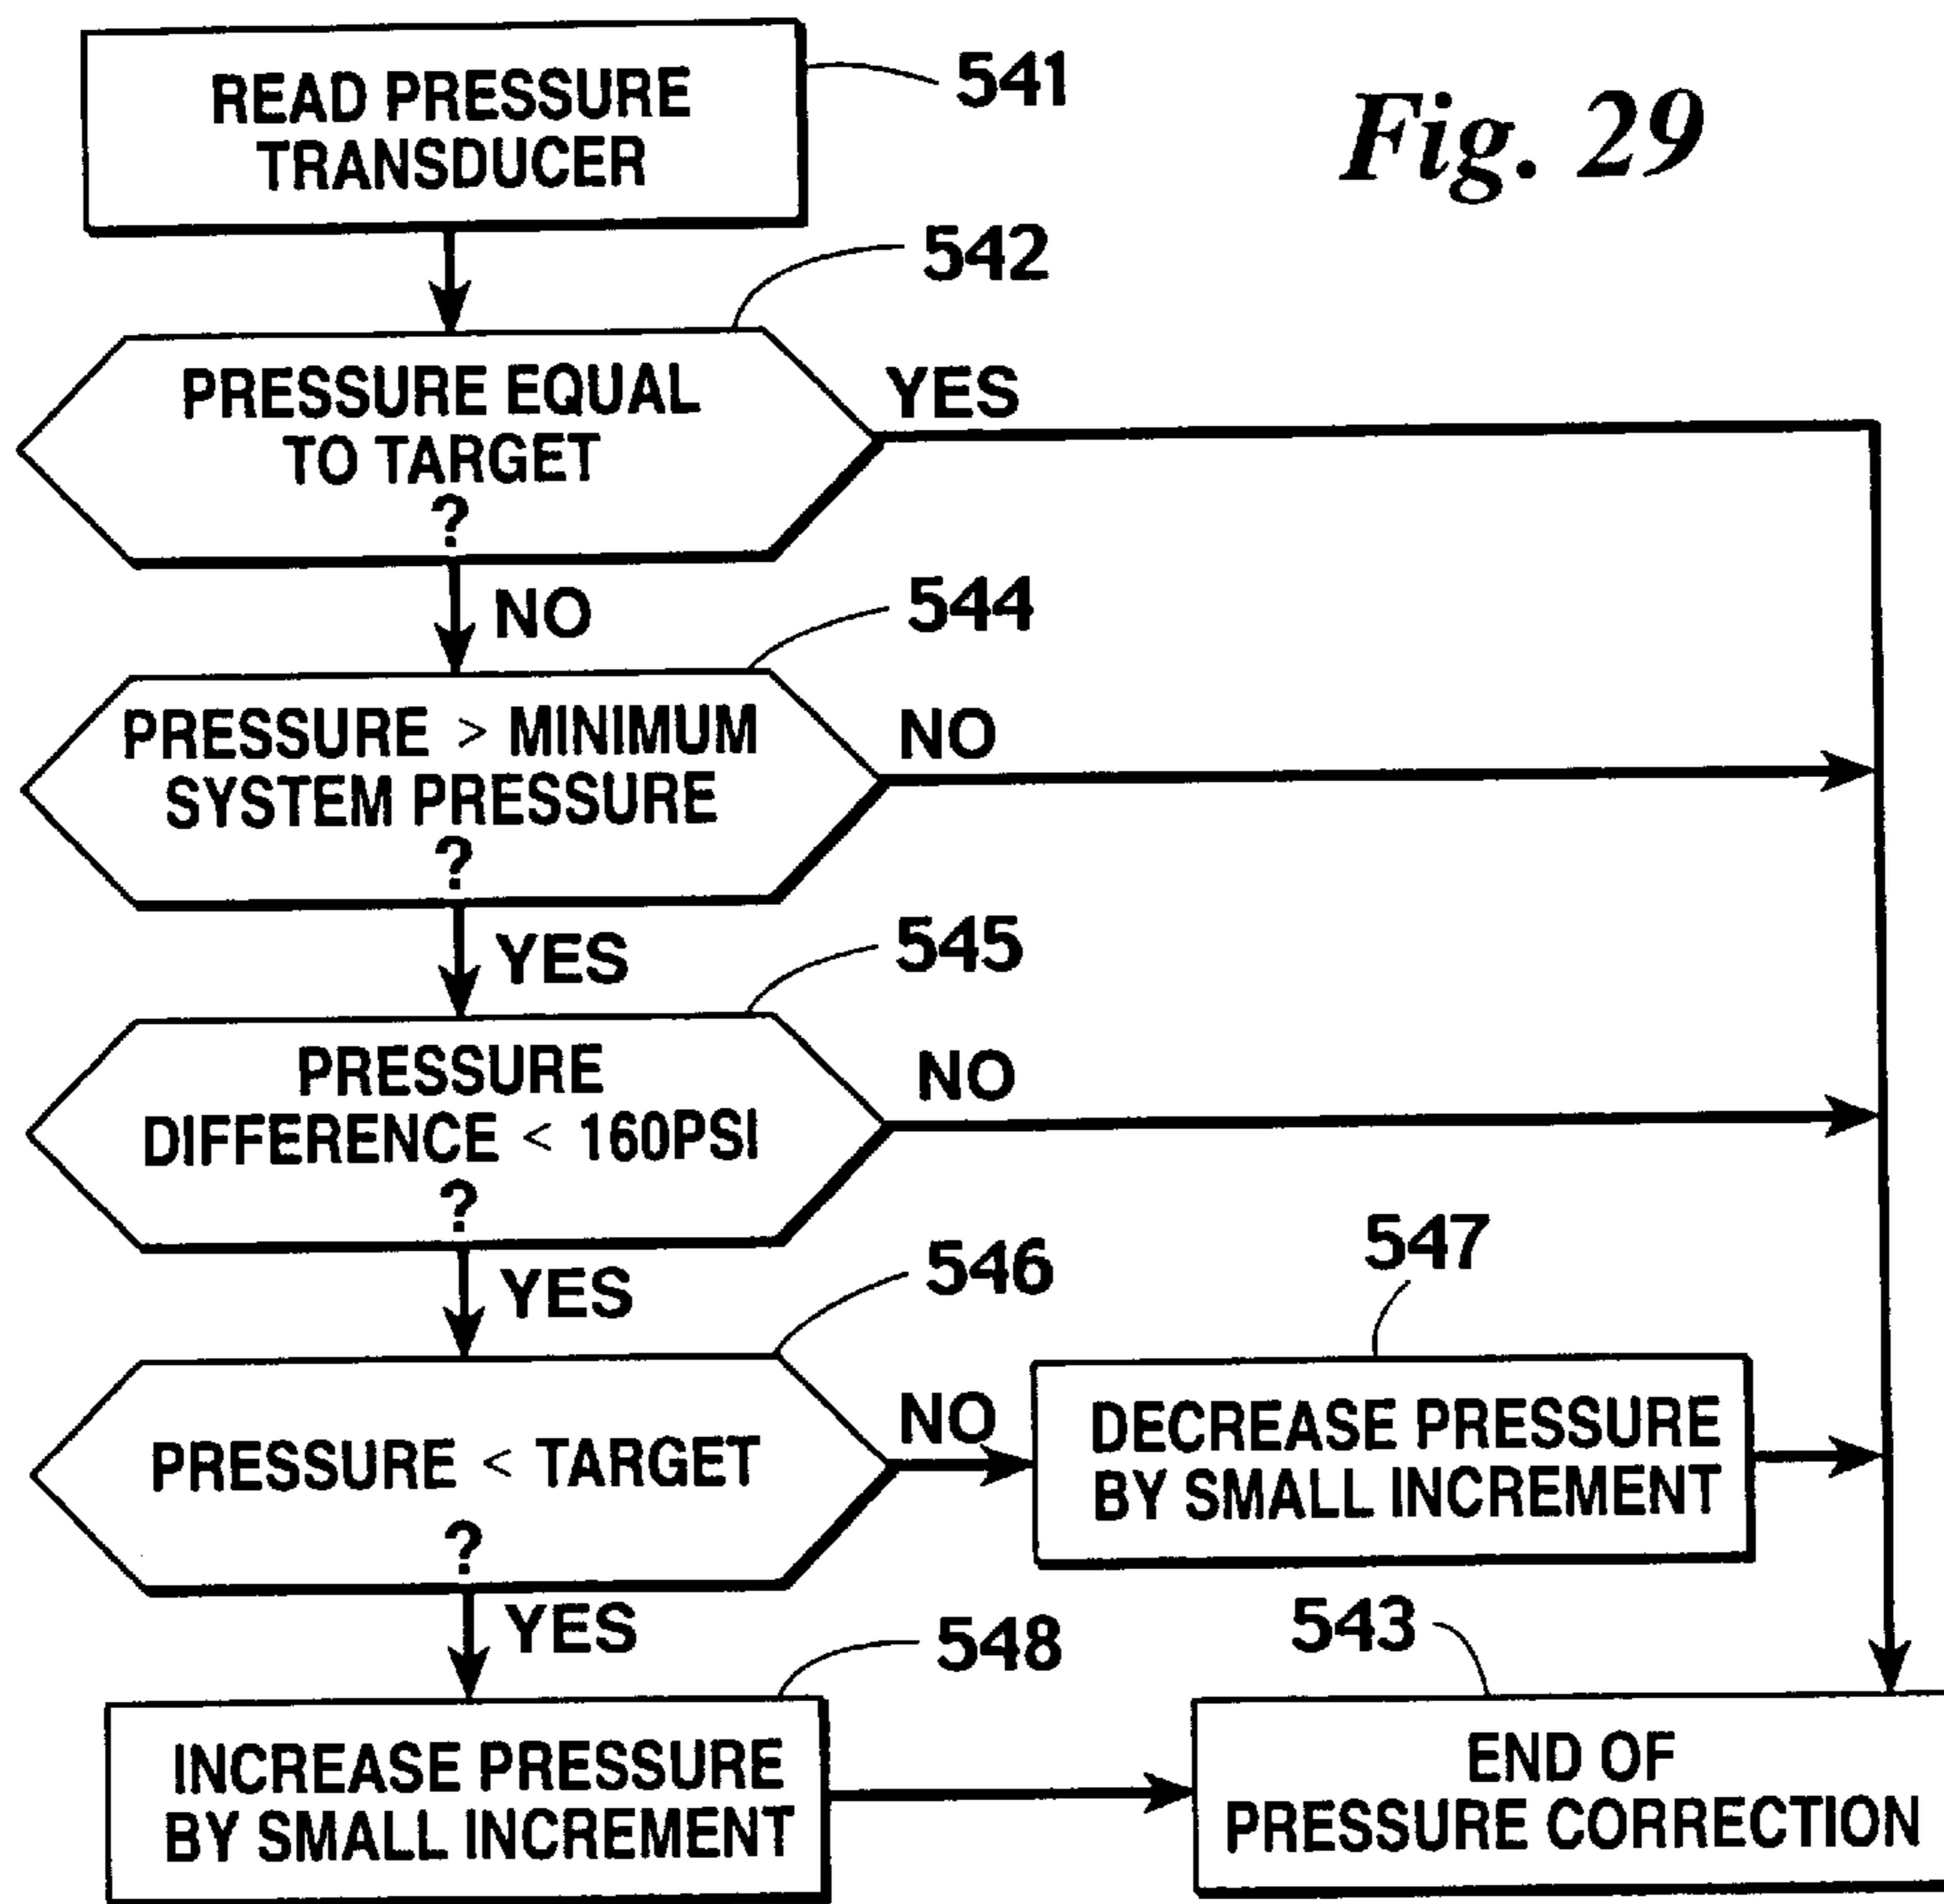 READ PRESSURE
TRANSDUCER
541
Fig. 29
542
PRESSURE EQUAL
TO TARGET
?
YES
NO
544
PRESSURE > MINIMUM
SYSTEM PRESSURE
?
NO
YES
545
PRESSURE
DIFFERENCE < 160PSI
?
NO
YES
546
547
PRESSURE < TARGET
?
NO
DECREASE PRESSURE
BY SMALL INCREMENT
YES
548
543
INCREASE PRESSURE
BY SMALL INCREMENT
END OF
PRESSURE CORRECTION